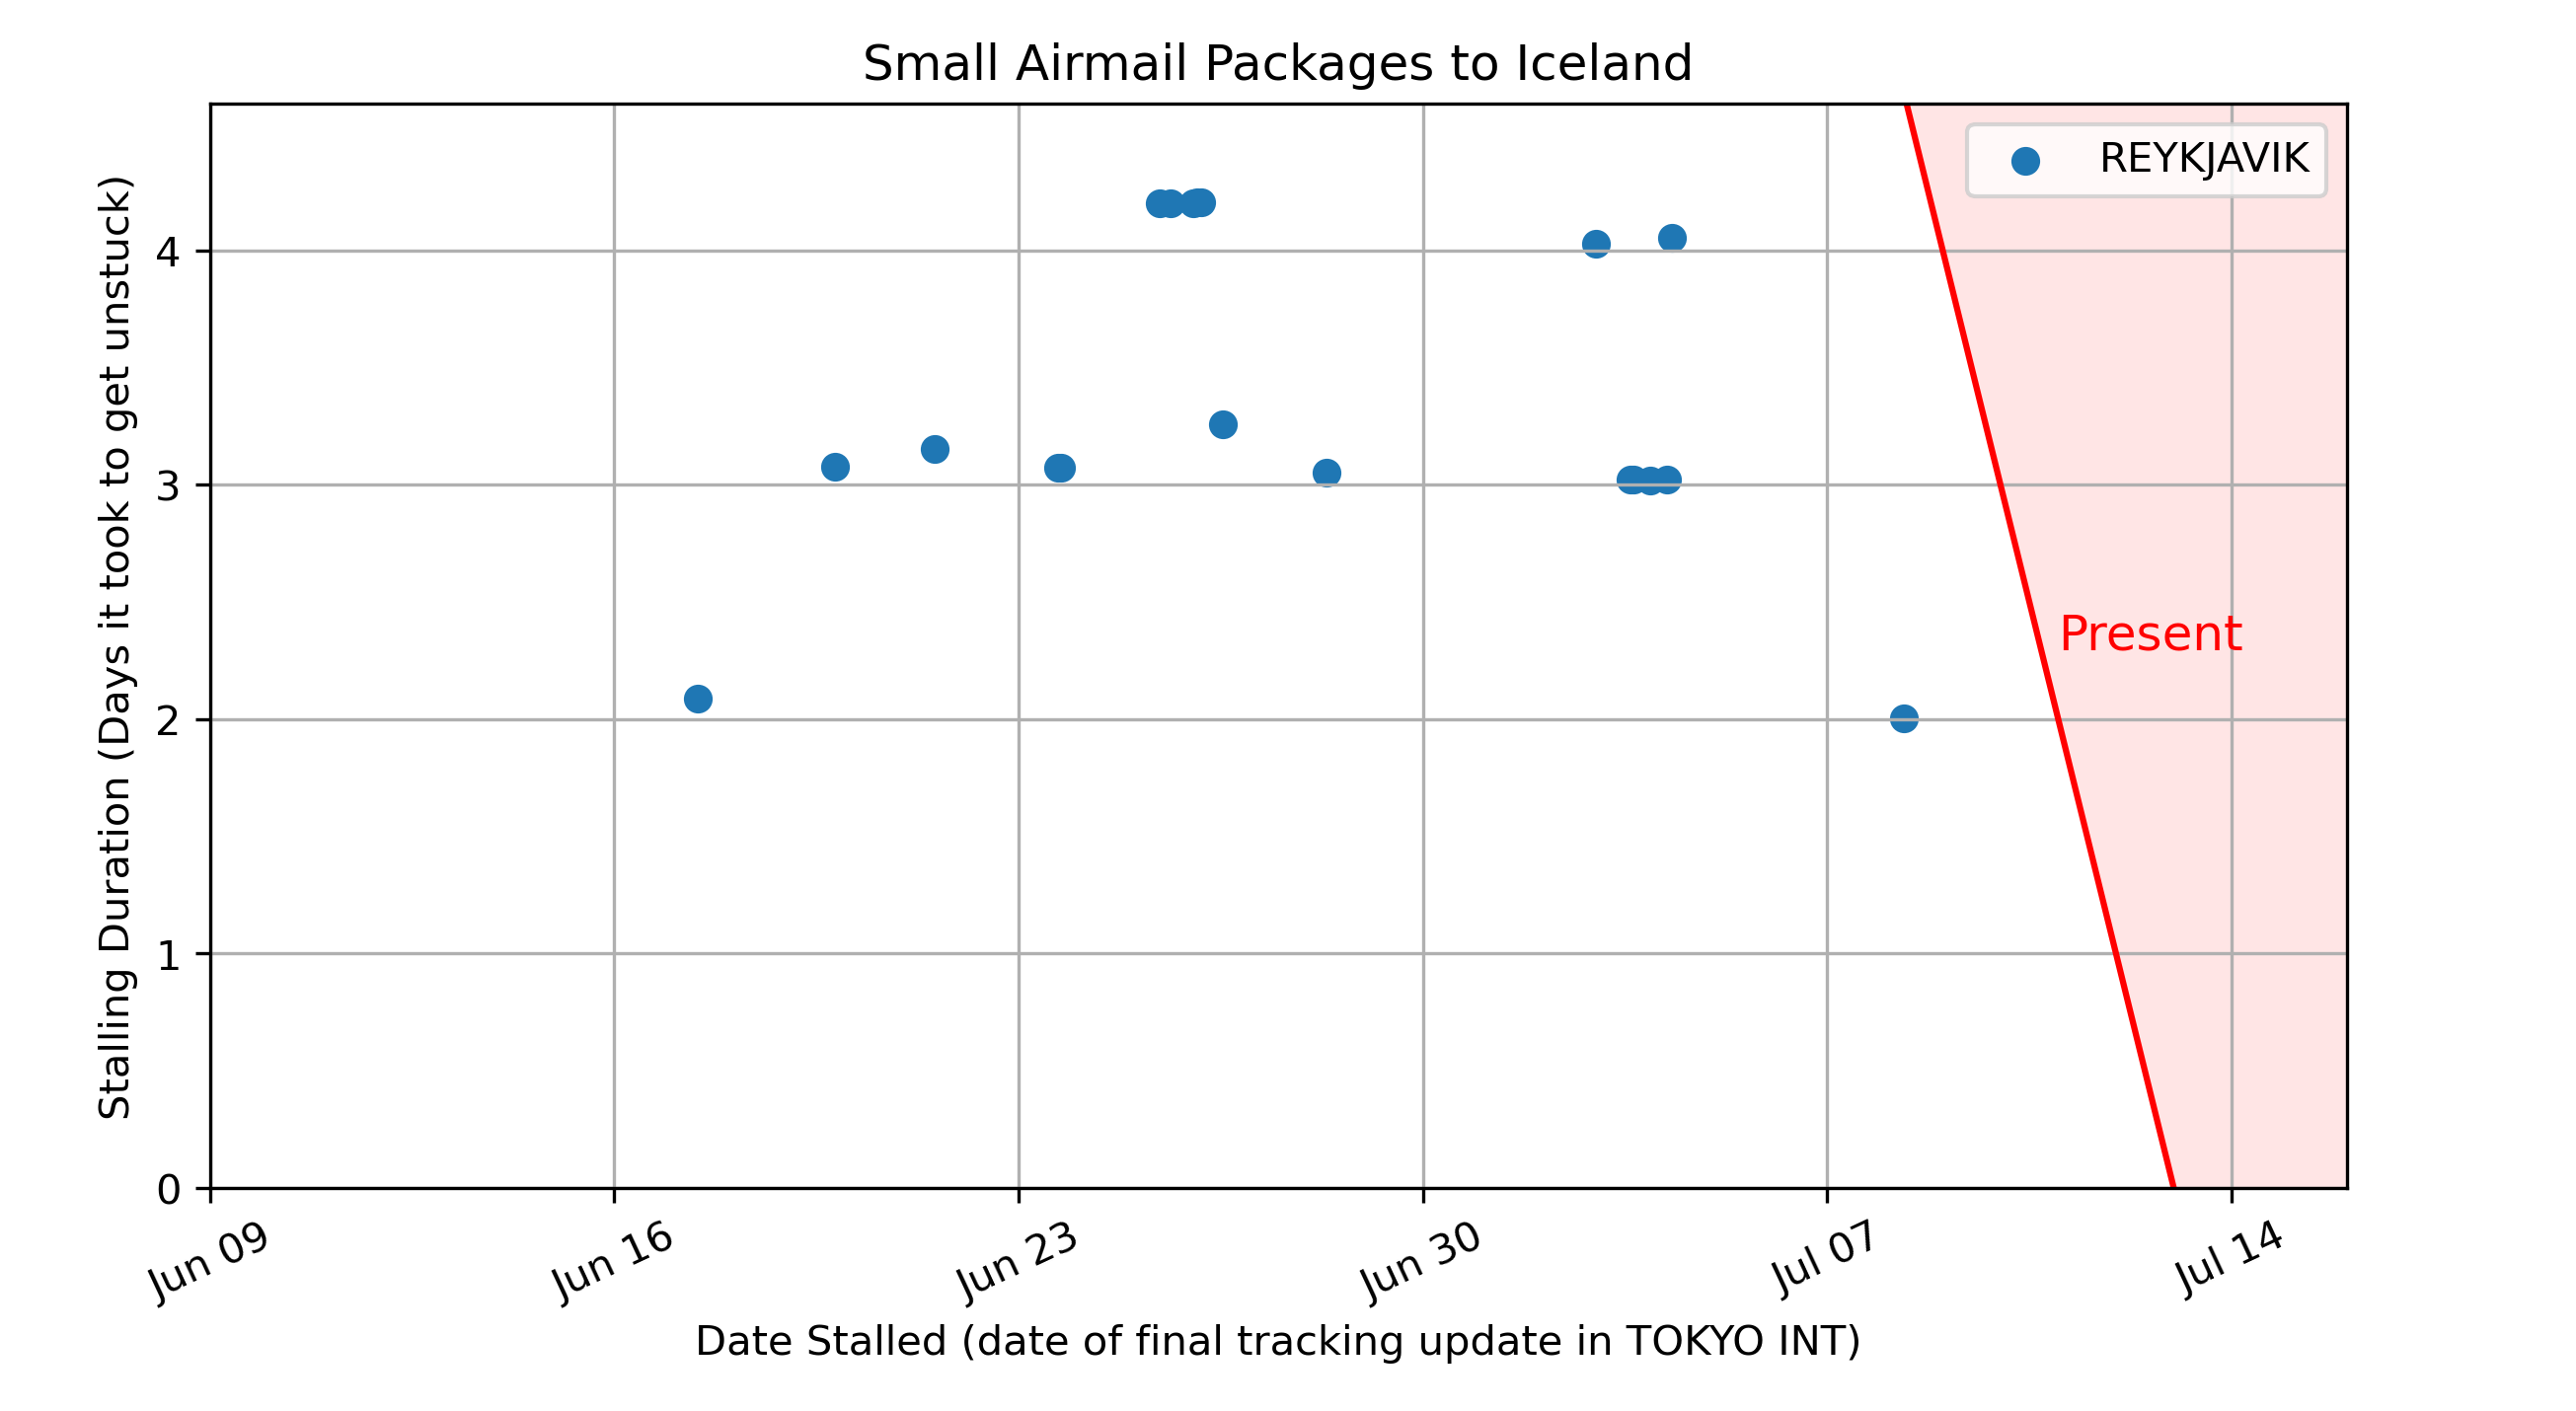 Small Airmail Packages to Iceland
REYKJAVIK
Stalling Duration (Days it took to get unstuck)
4
3
2
1
0
Present
Jun 09
Jun 16
Jun 23
Jun 30
Jul 07
Jul 14
Date Stalled (date of final tracking update in TOKYO INT)